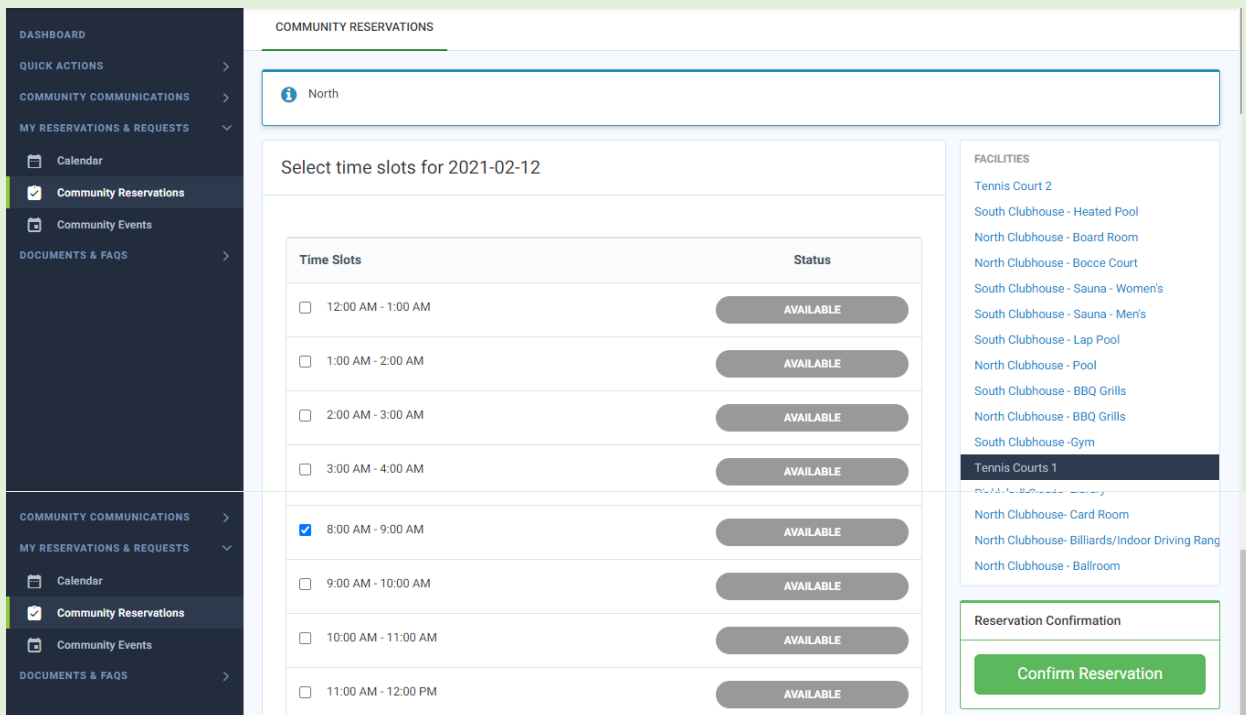 DASHBOARD
QUICK ACTIONS
COMMUNITY COMMUNICATIONS
MY RESERVATIONS & REQUESTS
Calendar
Community Reservations
Community Events
DOCUMENTS & FAQS
COMMUNITY RESERVATIONS
North
Select time slots for 2021-02-12
Time Slots Status
12:00 AM - 1:00 AM AVAILABLE
1:00 AM - 2:00 AM AVAILABLE
2:00 AM - 3:00 AM AVAILABLE
3:00 AM - 4:00 AM AVAILABLE
FACILITIES
Tennis Court 2
South Clubhouse - Heated Pool
North Clubhouse - Board Room
North Clubhouse - Bocce Court
South Clubhouse - Sauna - Women's
South Clubhouse - Sauna - Men's
South Clubhouse - Lap Pool
North Clubhouse - Pool
South Clubhouse - BBQ Grills
North Clubhouse - BBQ Grills
South Clubhouse -Gym
Tennis Courts 1
COMMUNITY COMMUNICATIONS
MY RESERVATIONS & REQUESTS
Calendar
Community Reservations
Community Events
DOCUMENTS & FAQS
8:00 AM - 9:00 AM AVAILABLE
9:00 AM - 10:00 AM AVAILABLE
10:00 AM - 11:00 AM AVAILABLE
11:00 AM - 12:00 PM AVAILABLE
North Clubhouse- Card Room
North Clubhouse- Billiards/Indoor Driving Rang
North Clubhouse - Ballroom
Reservation Confirmation
Confirm Reservation